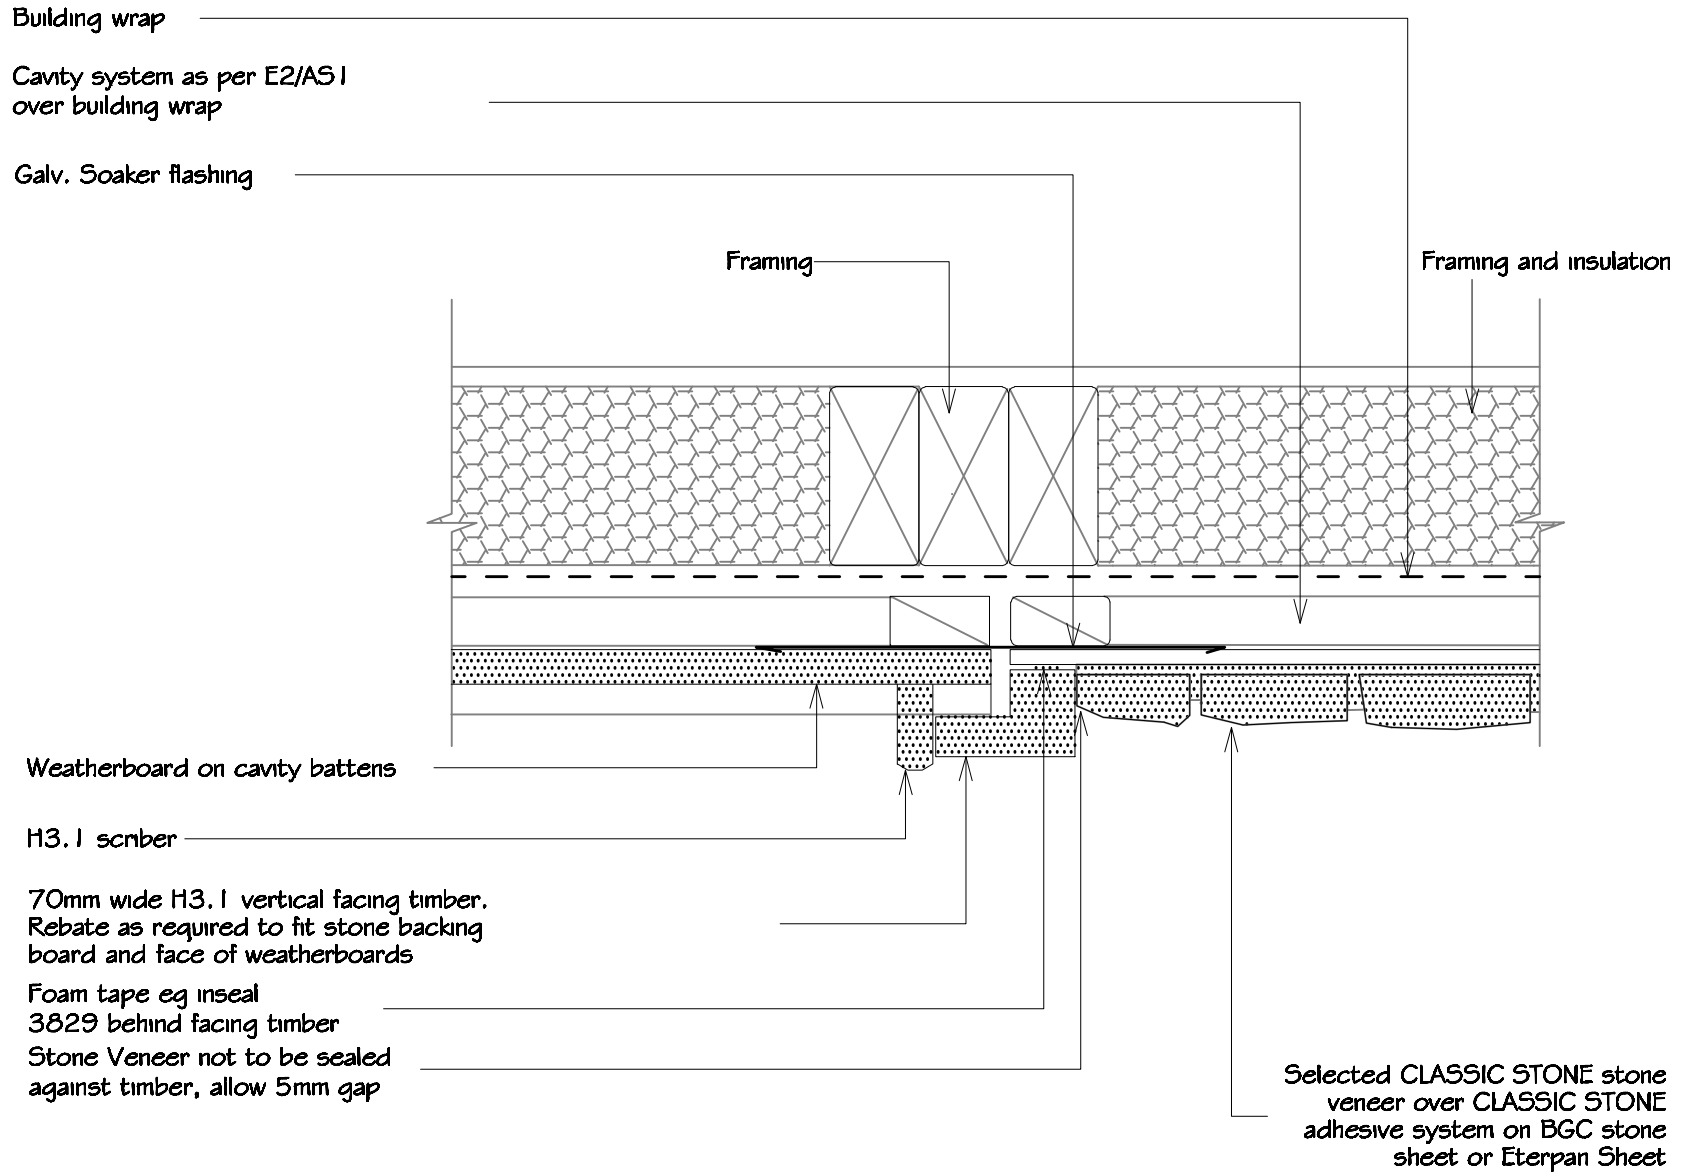 Building wrap
Cavity system as per E2/AS1
over building wrap
Galv. Soaker flashing
Framing
Framing and insulation
Weatherboard on cavity battens
H3.1 scriber
70mm wide H3.1 vertical facing timber.
Rebate as required to fit stone backing
board and face of weatherboards
Foam tape eg inseal
3829 behind facing timber
Stone Veneer not to be sealed
against timber, allow 5mm gap
Selected CLASSIC STONE stone
veneer over CLASSIC STONE
adhesive system on BGC stone
sheet or Eterpan Sheet